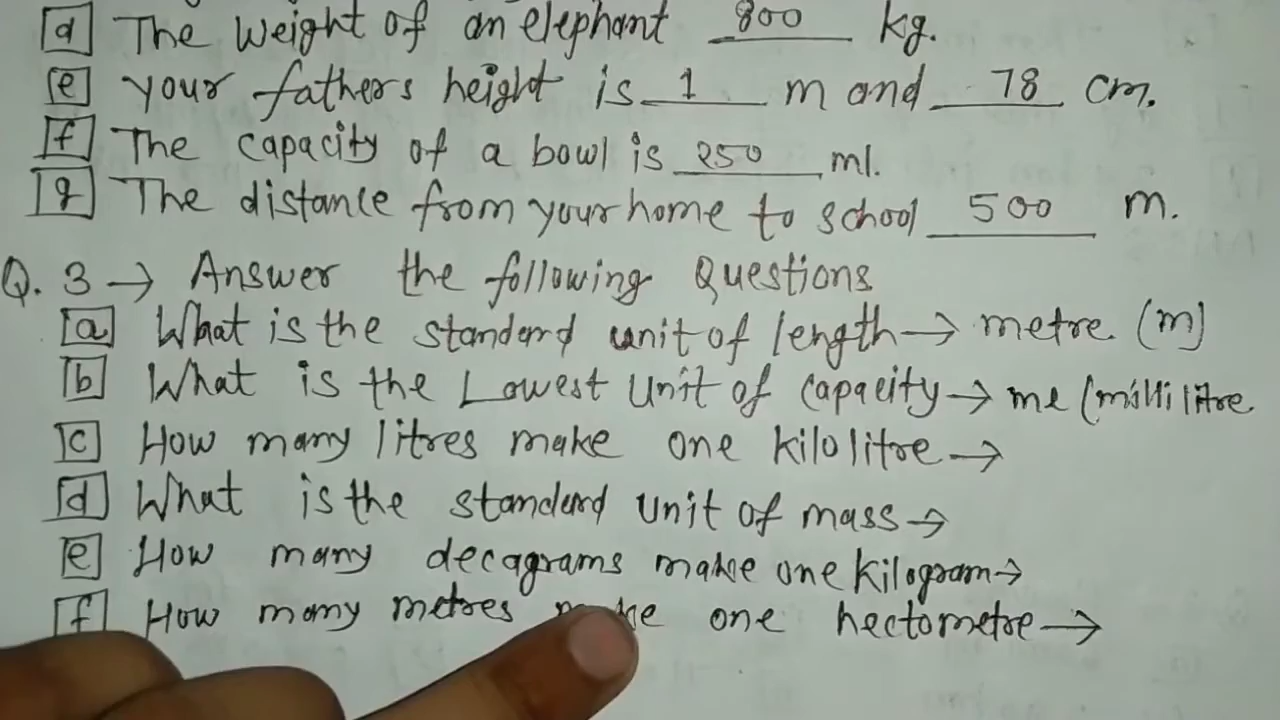 d The weight of an elephant 800 kg.
e your fathers height is 1 m and 78 cm.
f The capacity of a bowl is 250 ml.
g The distance from your home to school 500 m.
Q. 3 → Answer the following Questions
a What is the standard unit of length → metre (m)
b What is the Lowest Unit of capacity → ml (millilitre
c How many litres make one kilolitre →
d What is the standard unit of mass →
e How many decagrams make one kilogram →
f How many metres make one hectometre →